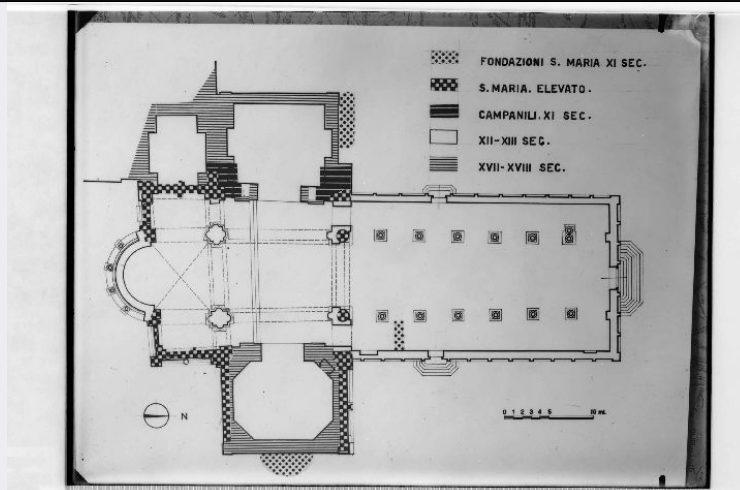 FONDAZIONI S. MARIA XI SEC.
S. MARIA. ELEVATO.
CAMPANILI. XI SEC.
XII-XIII SEC.
XVII-XVIII SEC.
N
0 1 2 3 4 5 10 mt.